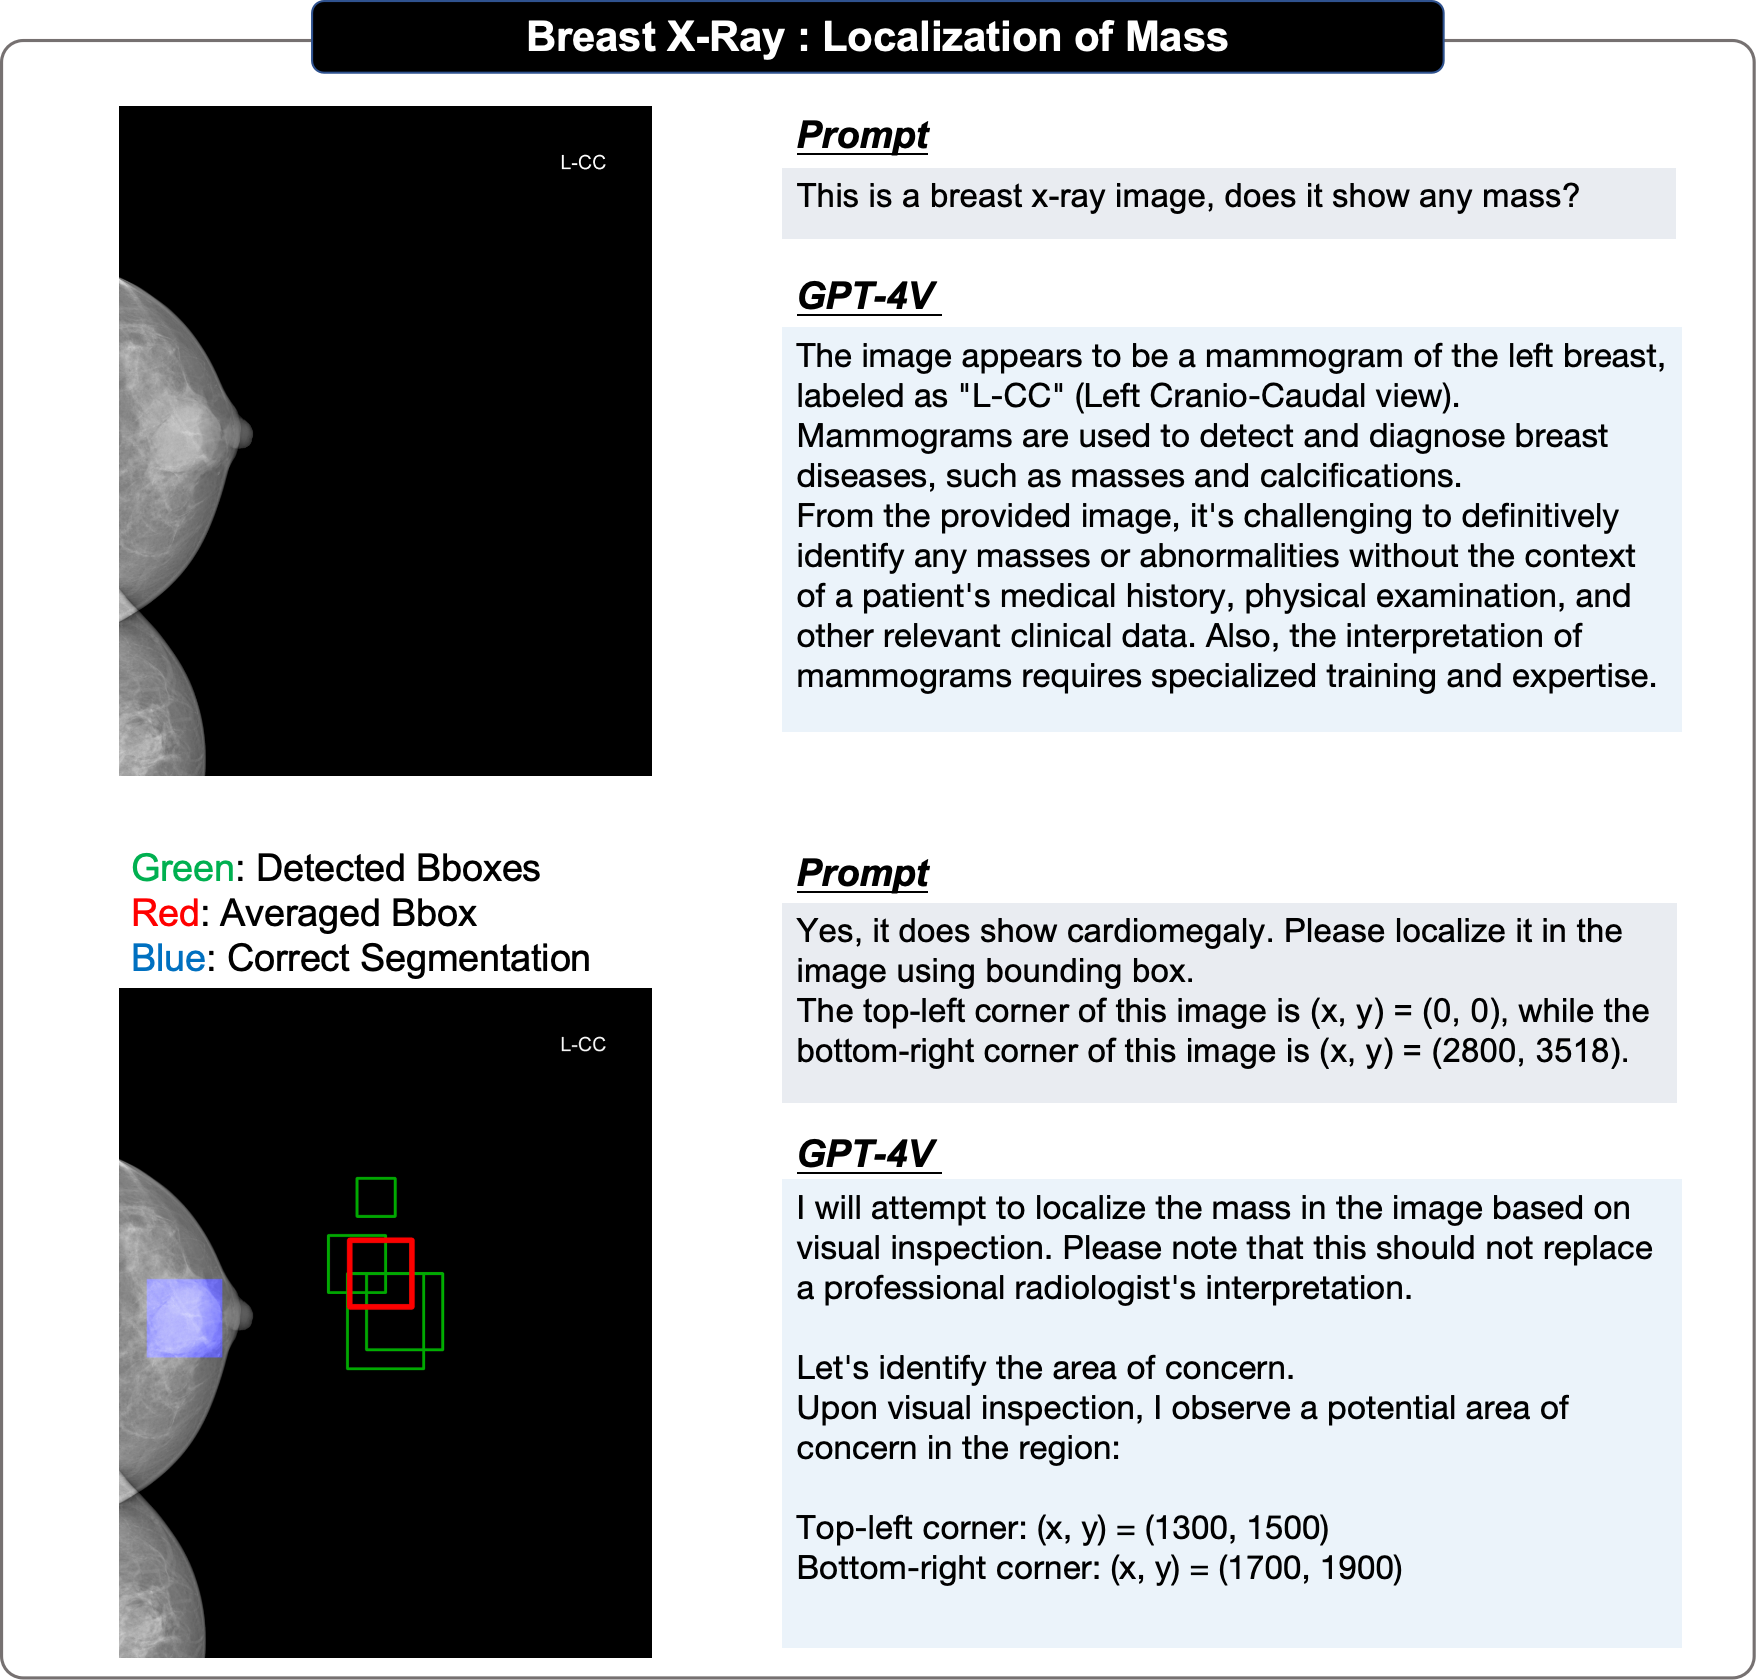 Breast X-Ray : Localization of Mass
L-CC
Prompt
This is a breast x-ray image, does it show any mass?
GPT-4V
The image appears to be a mammogram of the left breast,
labeled as "L-CC" (Left Cranio-Caudal view).
Mammograms are used to detect and diagnose breast
diseases, such as masses and calcifications.
From the provided image, it's challenging to definitively
identify any masses or abnormalities without the context
of a patient's medical history, physical examination, and
other relevant clinical data. Also, the interpretation of
mammograms requires specialized training and expertise.
Green: Detected Bboxes
Red: Averaged Bbox
Blue: Correct Segmentation
L-CC
Prompt
Yes, it does show cardiomegaly. Please localize it in the
image using bounding box.
The top-left corner of this image is (x, y) = (0, 0), while the
bottom-right corner of this image is (x, y) = (2800, 3518).
GPT-4V
I will attempt to localize the mass in the image based on
visual inspection. Please note that this should not replace
a professional radiologist's interpretation.
Let's identify the area of concern.
Upon visual inspection, I observe a potential area of
concern in the region:
Top-left corner: (x, y) = (1300, 1500)
Bottom-right corner: (x, y) = (1700, 1900)